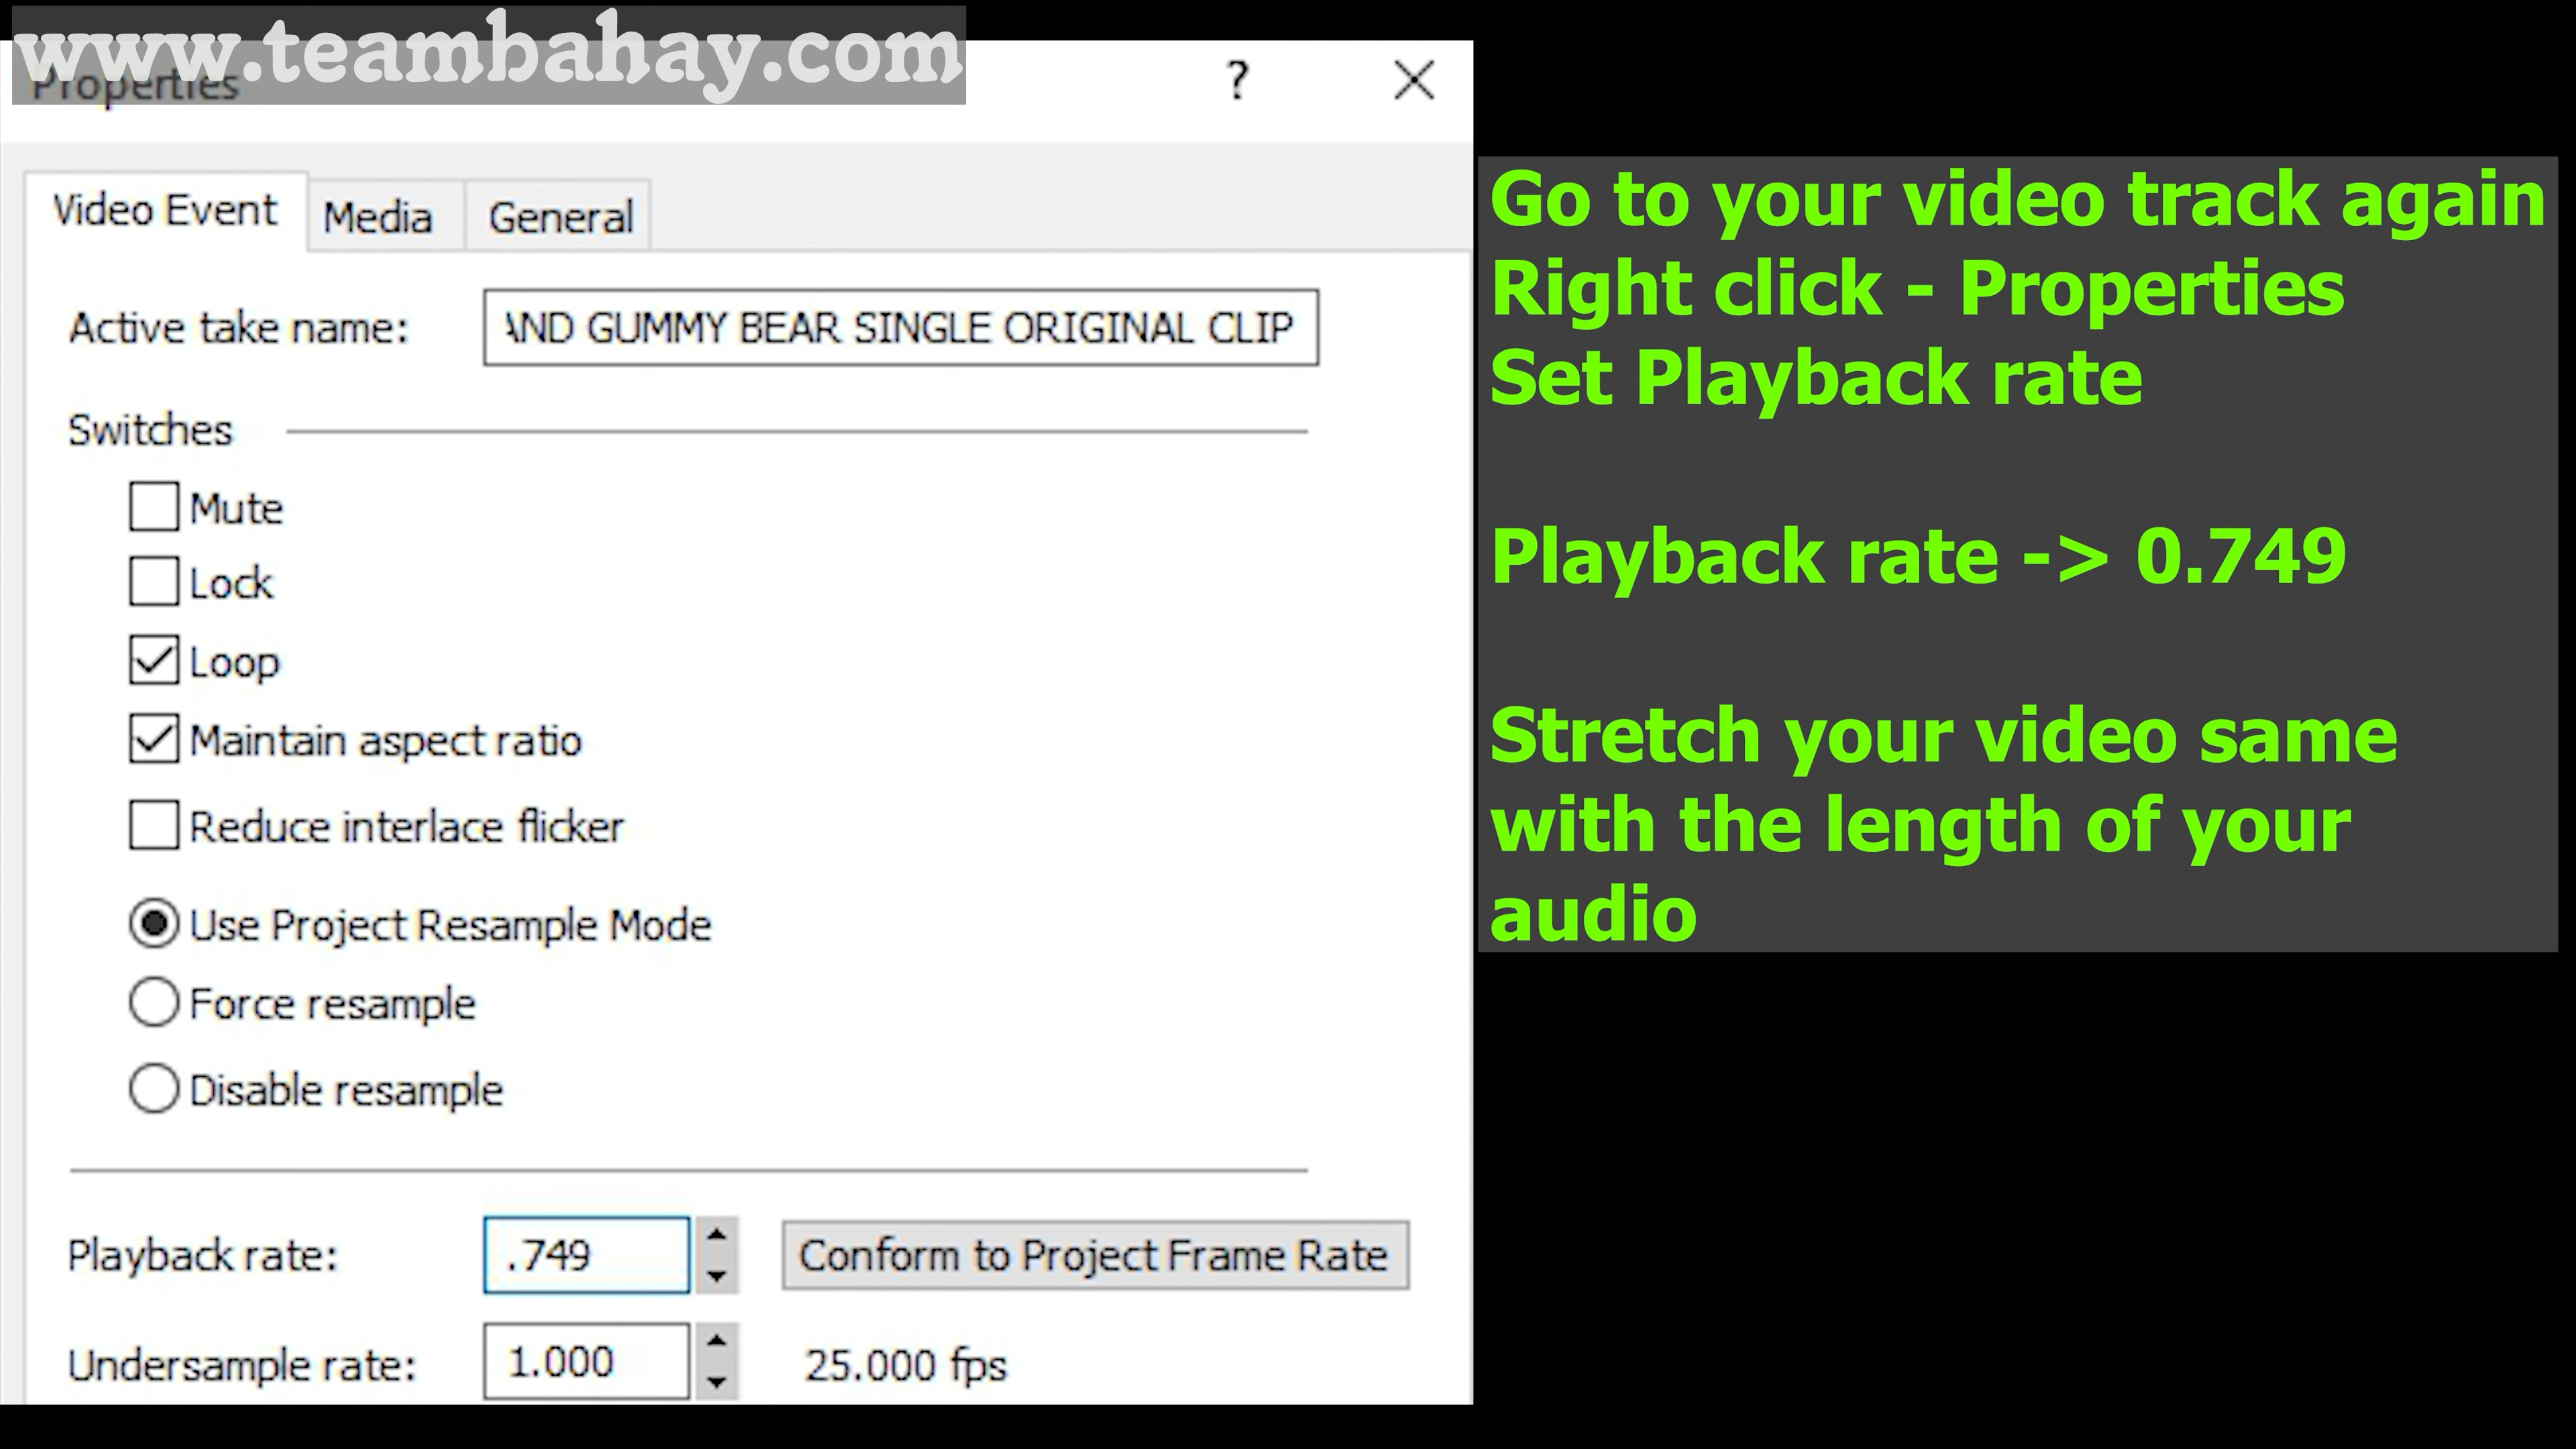 www.teambahay.com
Properties
?
Video Event Media General
Active take name: AND GUMMY BEAR SINGLE ORIGINAL CLIP
Switches
Mute
Lock
Loop
Maintain aspect ratio
Reduce interlace flicker
Use Project Resample Mode
Force resample
Disable resample
Playback rate: .749 Conform to Project Frame Rate
Undersample rate: 1.000 25.000 fps
Go to your video track again
Right click - Properties
Set Playback rate
Playback rate -> 0.749
Stretch your video same
with the length of your
audio